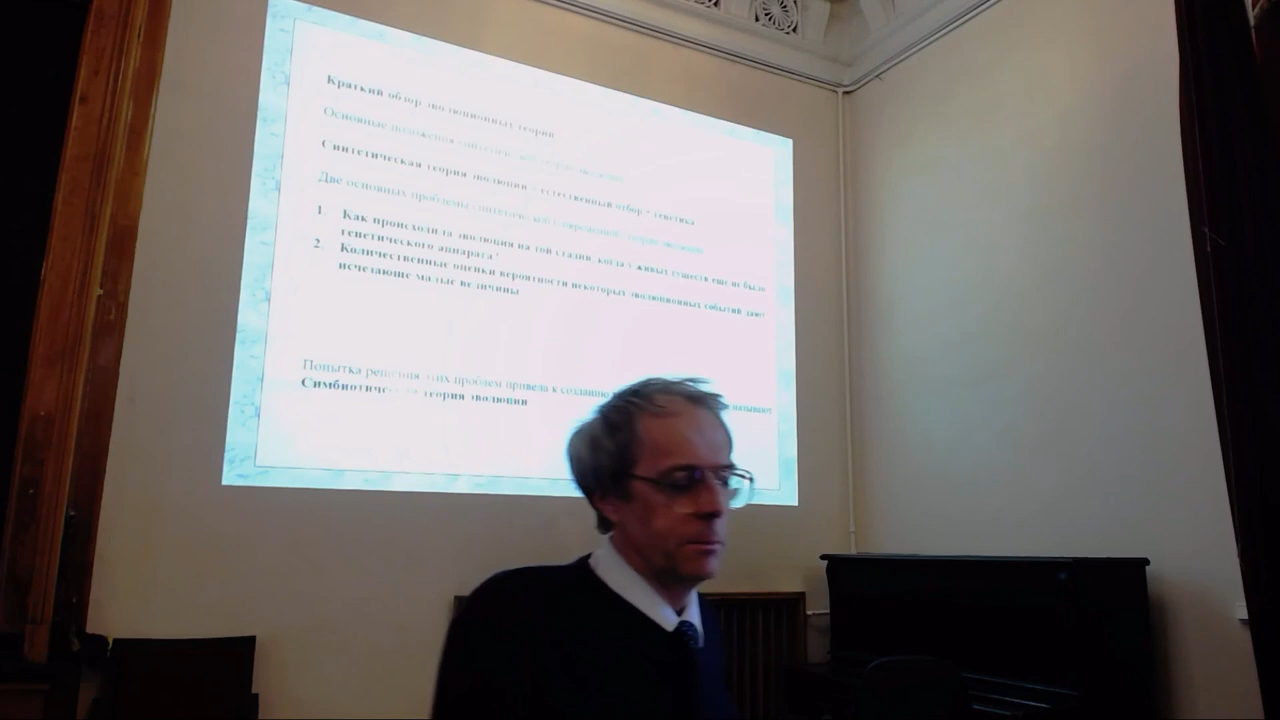 Краткий обзор эволюционных теорий
Основные положения синтетической теории эволюции
Синтетическая теория эволюции = естественный отбор + генетика
Две основных проблемы синтетической теории эволюции
1. Как происходила эволюция на той стадии, когда у живых существ еще не было
генетического аппарата?
2. Количественные оценки вероятности некоторых эволюционных событий дают
исчезающе малые величины
Попытка решения этих проблем привела к созданию называют
Симбиотическая теория эволюции